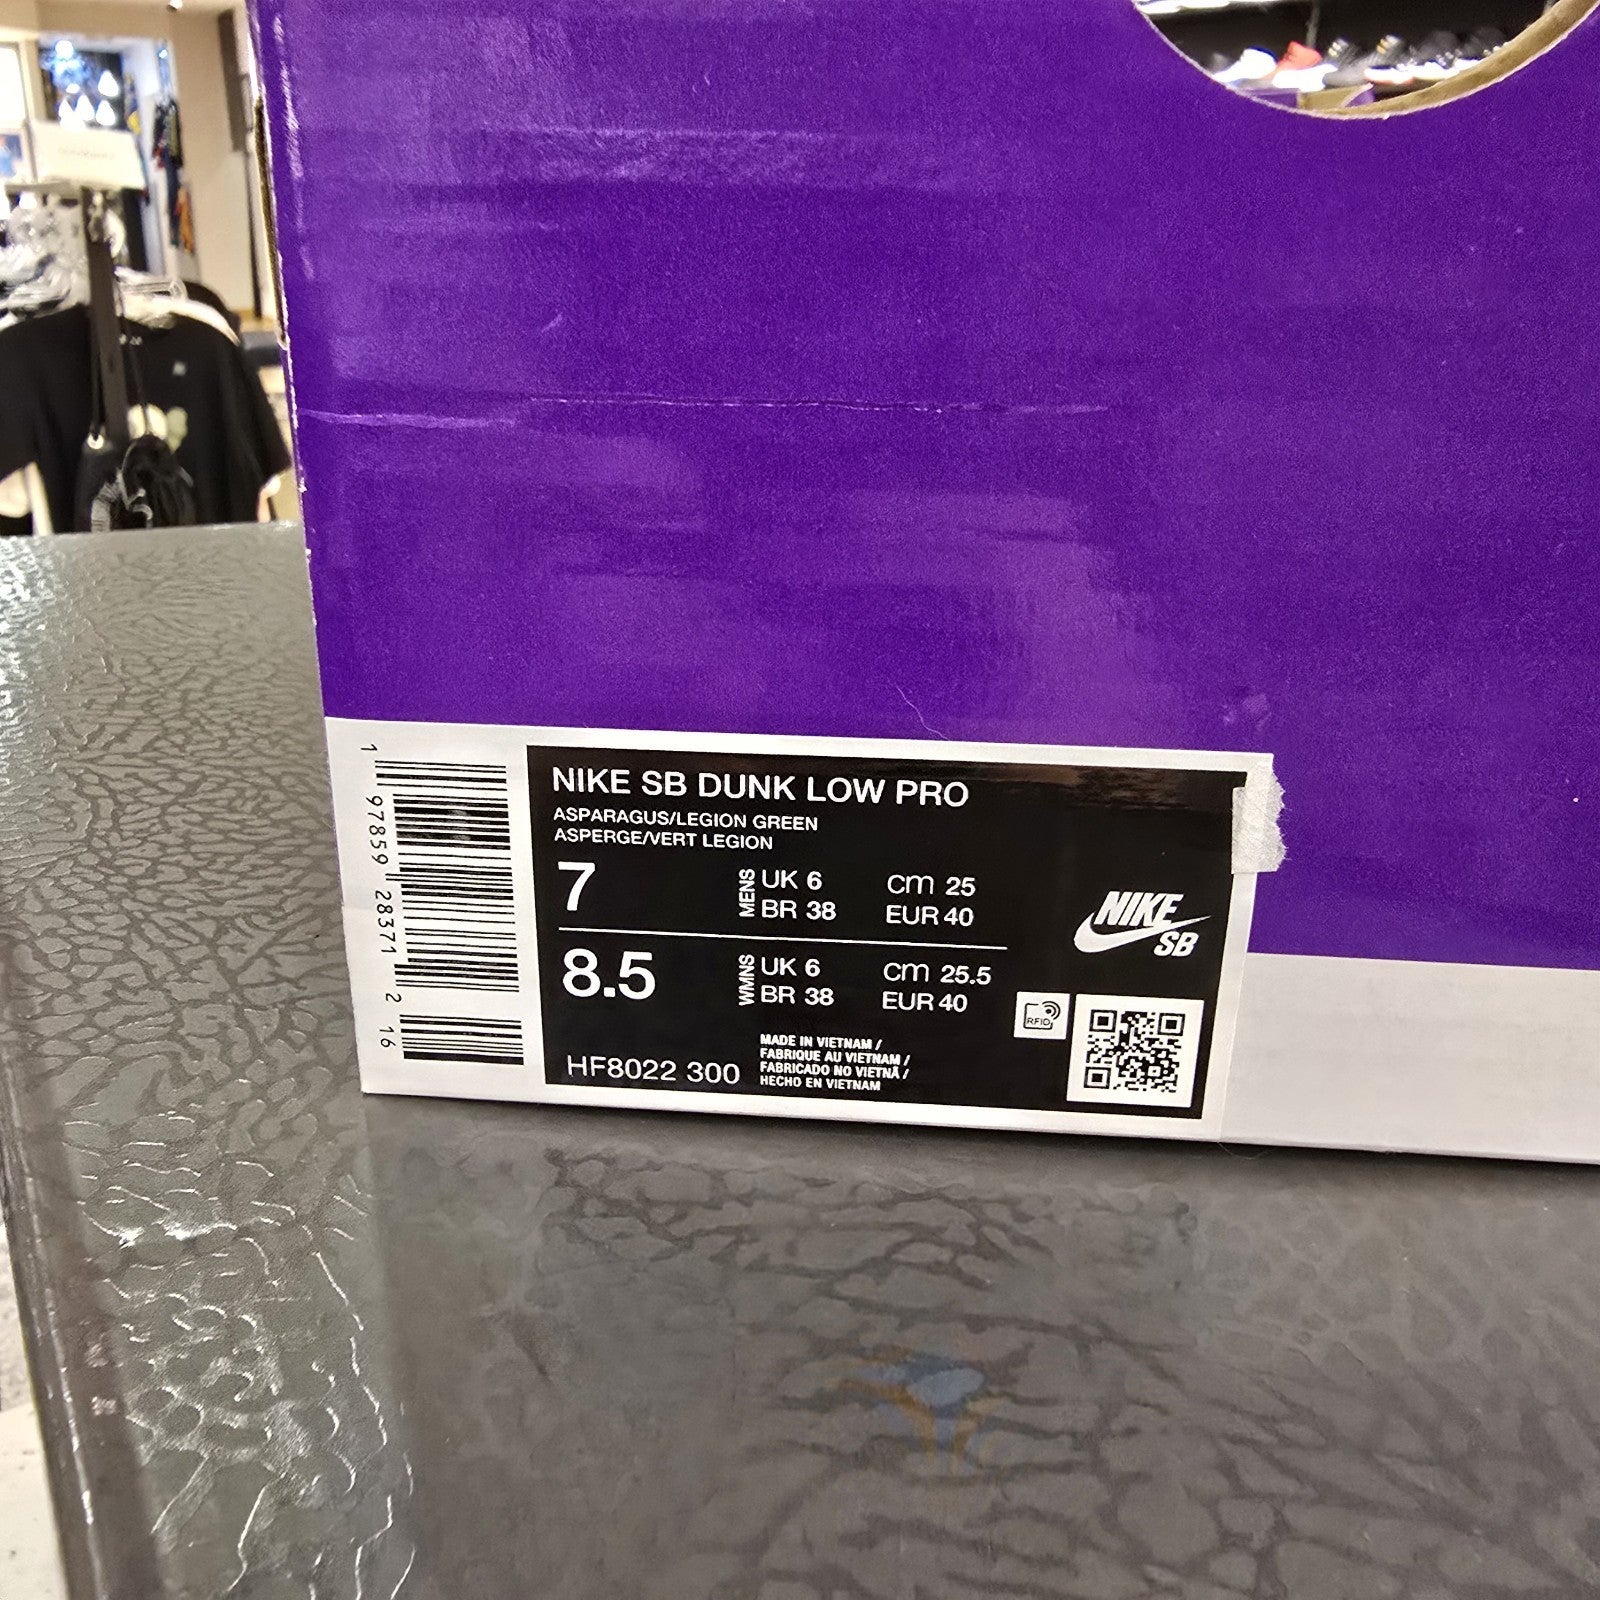 NIKE SB DUNK LOW PRO
ASPARAGUS/LEGION GREEN
ASPERGE/VERT LEGION
7 MENS UK 6 cm 25
BR 38 EUR 40
8.5 WMNS UK 6 cm 25.5
BR 38 EUR 40
HF8022 300
MADE IN VIETNAM /
FABRIQUE AU VIETNAM /
FABRICADO NO VIETNÃ /
HECHO EN VIETNAM
NIKE
SB
RFID
1 97859 28371 2 16